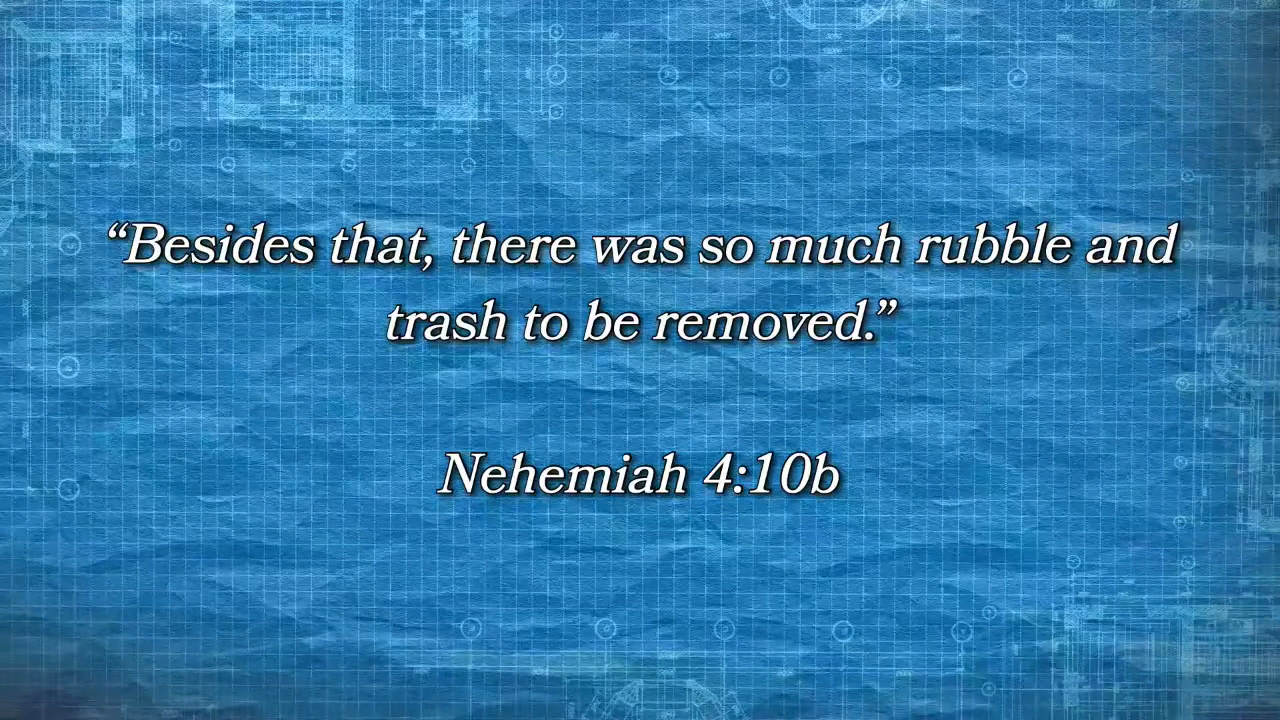 “Besides that, there was so much rubble and
trash to be removed.”
Nehemiah 4:10b